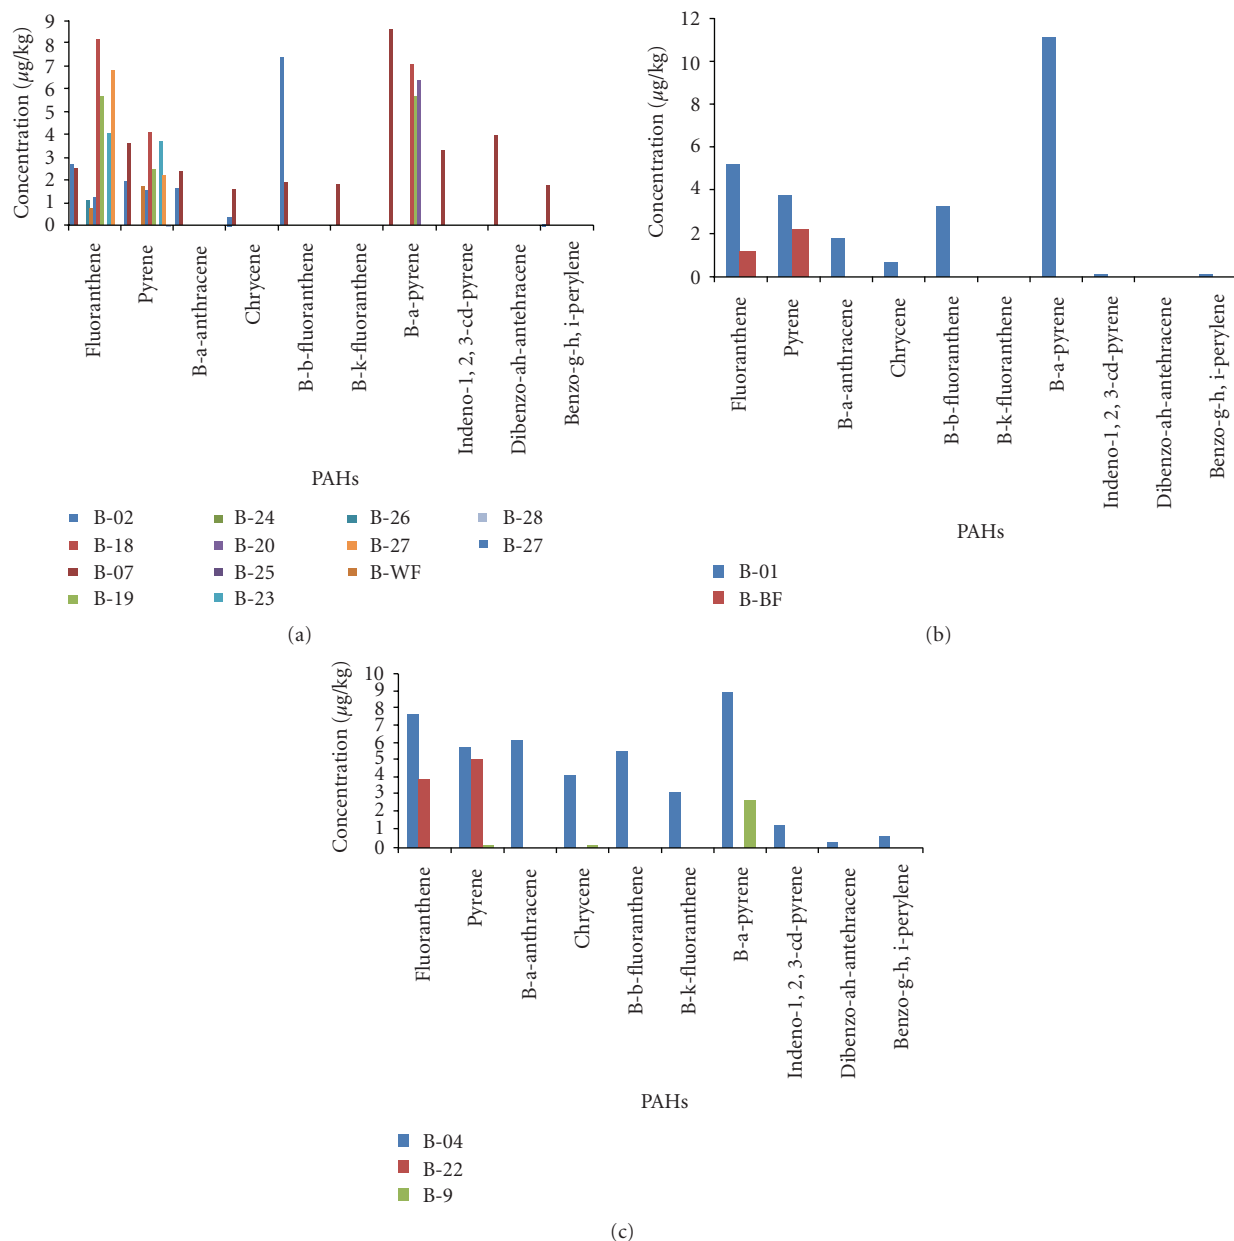 Concentration (µg/kg)
9
8
7
6
5
4
3
2
1
0
Fluoranthene
Pyrene
B-a-anthracene
Chrycene
B-b-fluoranthene
B-k-fluoranthene
B-a-pyrene
Indeno-1, 2, 3-cd-pyrene
Dibenzo-ah-antehracene
Benzo-g-h, i-perylene
PAHs
B-02 B-24 B-26 B-28
B-18 B-20 B-27 B-27
B-07 B-25 B-WF
B-19 B-23
(a)
Concentration (µg/kg)
12
10
8
6
4
2
0
Fluoranthene
Pyrene
B-a-anthracene
Chrycene
B-b-fluoranthene
B-k-fluoranthene
B-a-pyrene
Indeno-1, 2, 3-cd-pyrene
Dibenzo-ah-antehracene
Benzo-g-h, i-perylene
PAHs
B-01
B-BF
(b)
Concentration (µg/kg)
10
9
8
7
6
5
4
3
2
1
0
Fluoranthene
Pyrene
B-a-anthracene
Chrycene
B-b-fluoranthene
B-k-fluoranthene
B-a-pyrene
Indeno-1, 2, 3-cd-pyrene
Dibenzo-ah-antehracene
Benzo-g-h, i-perylene
PAHs
B-04
B-22
B-9
(c)